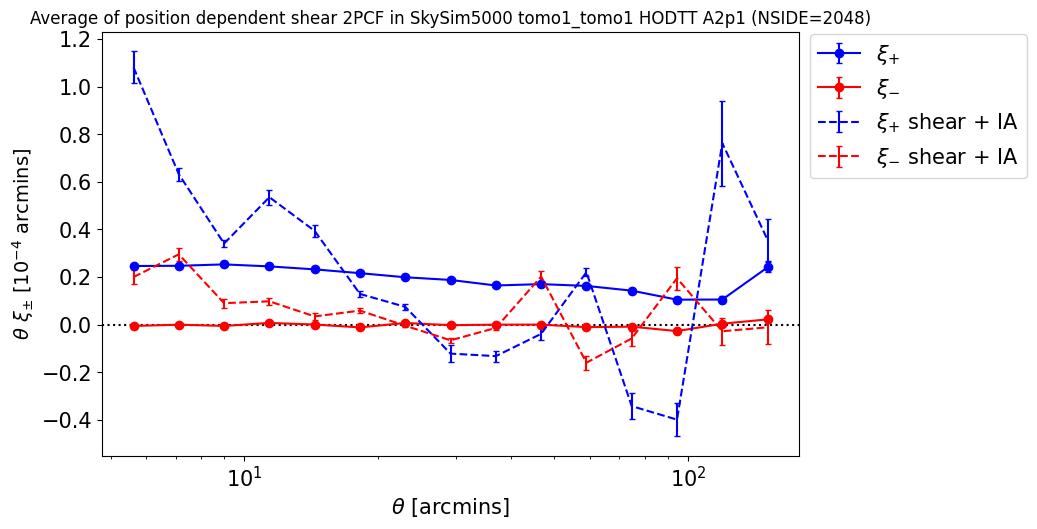 Average of position dependent shear 2PCF in SkySim5000 tomo1_tomo1 HODTT A2p1 (NSIDE=2048)
1.2
1.0
0.8
0.6
0.4
0.2
0.0
−0.2
−0.4
θ ξ± [10⁻⁴ arcmins]
10¹
10²
θ [arcmins]
ξ₊
ξ₋
ξ₊ shear + IA
ξ₋ shear + IA